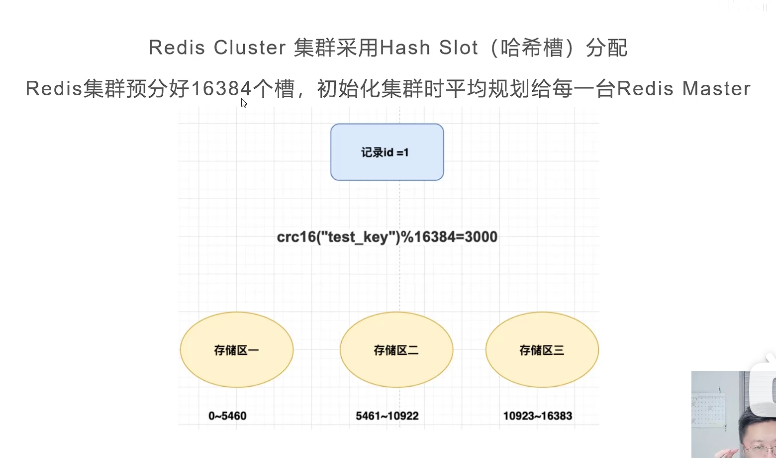 Redis Cluster 集群采用Hash Slot（哈希槽）分配
Redis集群预分好16384个槽，初始化集群时平均规划给每一台Redis Master
记录id =1
crc16("test_key")%16384=3000
存储区一
存储区二
存储区三
0~5460
5461~10922
10923~16383